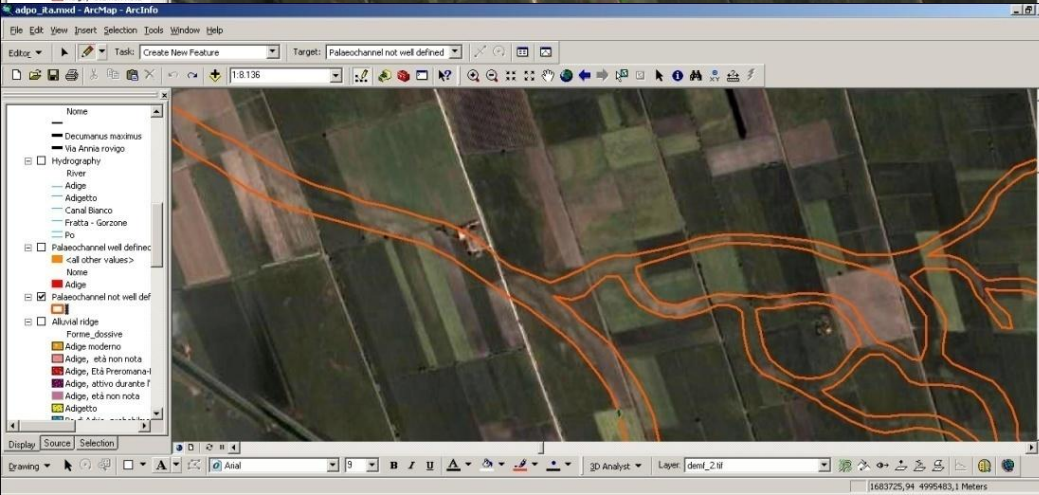 adpo_ita.mxd - ArcMap - ArcInfo
File Edit View Insert Selection Tools Window Help
Editor Task: Create New Feature Target: Palaeochannel not well defined
1:8.136
Nome
Decumanus maximus
Via Annia rovigo
Hydrography
River
Adige
Adigetto
Canal Bianco
Fratta - Gorzone
Po
Palaeochannel well defined
<all other values>
Nome
Adige
Palaeochannel not well def
Alluvial ridge
Forme_dossive
Adige moderno
Adige, età non nota
Adige, Età Preromana-
Adige, attivo durante l'
Adige, età non nota
Adigetto
Display Source Selection
Drawing A Arial 9 B I U A 3D Analyst Layer: demf_2.tif
1683725,94 4995483,1 Meters